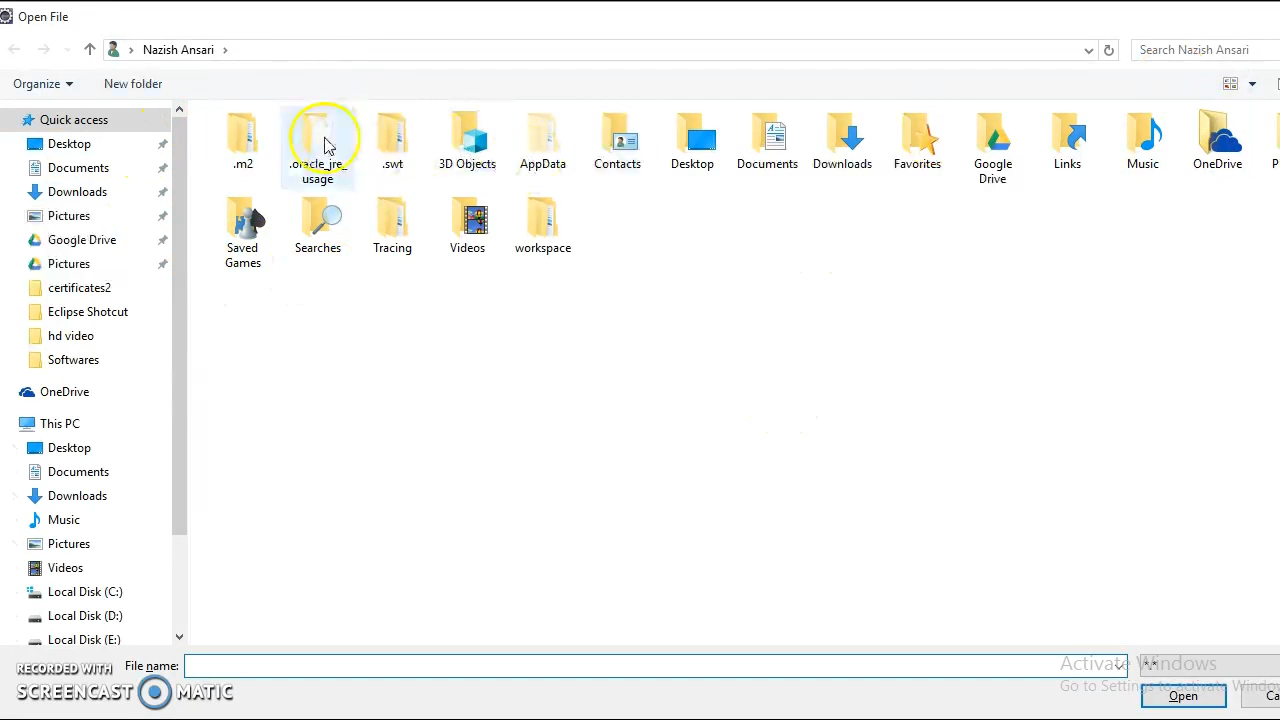 Open File
Nazish Ansari
Search Nazish Ansari
Organize
New folder
Quick access
Desktop
Documents
Downloads
Pictures
Google Drive
Pictures
certificates2
Eclipse Shotcut
hd video
Softwares
OneDrive
This PC
Desktop
Documents
Downloads
Music
Pictures
Videos
Local Disk (C:)
Local Disk (D:)
Local Disk (E:)
.m2
.oracle_jre_
usage
.swt
3D Objects
AppData
Contacts
Desktop
Documents
Downloads
Favorites
Google
Drive
Links
Music
OneDrive
Saved
Games
Searches
Tracing
Videos
workspace
File name:
*.*
Open
Ca
Activate Windows
Go to Settings to activate Windows
RECORDED WITH
SCREENCAST MATIC